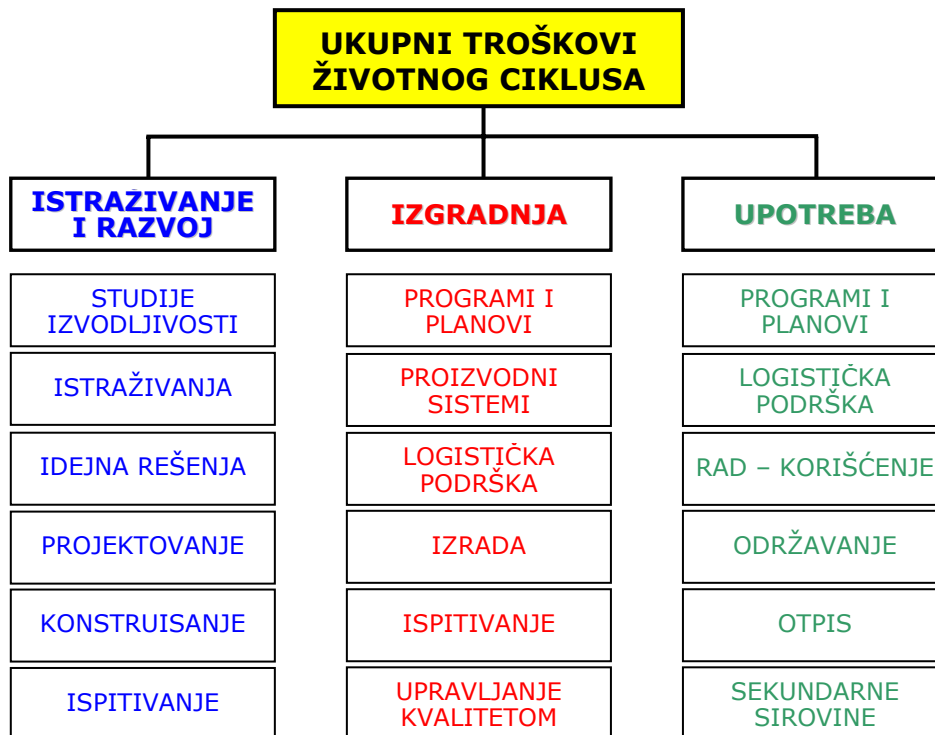 UKUPNI TROŠKOVI
ŽIVOTNOG CIKLUSA
ISTRAŽIVANJE
I RAZVOJ
STUDIJE
IZVODLJIVOSTI
ISTRAŽIVANJA
IDEJNA REŠENJA
PROJEKTOVANJE
KONSTRUISANJE
ISPITIVANJE
IZGRADNJA
PROGRAMI I
PLANOVI
PROIZVODNI
SISTEMI
LOGISTIČKA
PODRŠKA
IZRADA
ISPITIVANJE
UPRAVLJANJE
KVALITETOM
UPOTREBA
PROGRAMI I
PLANOVI
LOGISTIČKA
PODRŠKA
RAD – KORIŠĆENJE
ODRŽAVANJE
OTPIS
SEKUNDARNE
SIROVINE